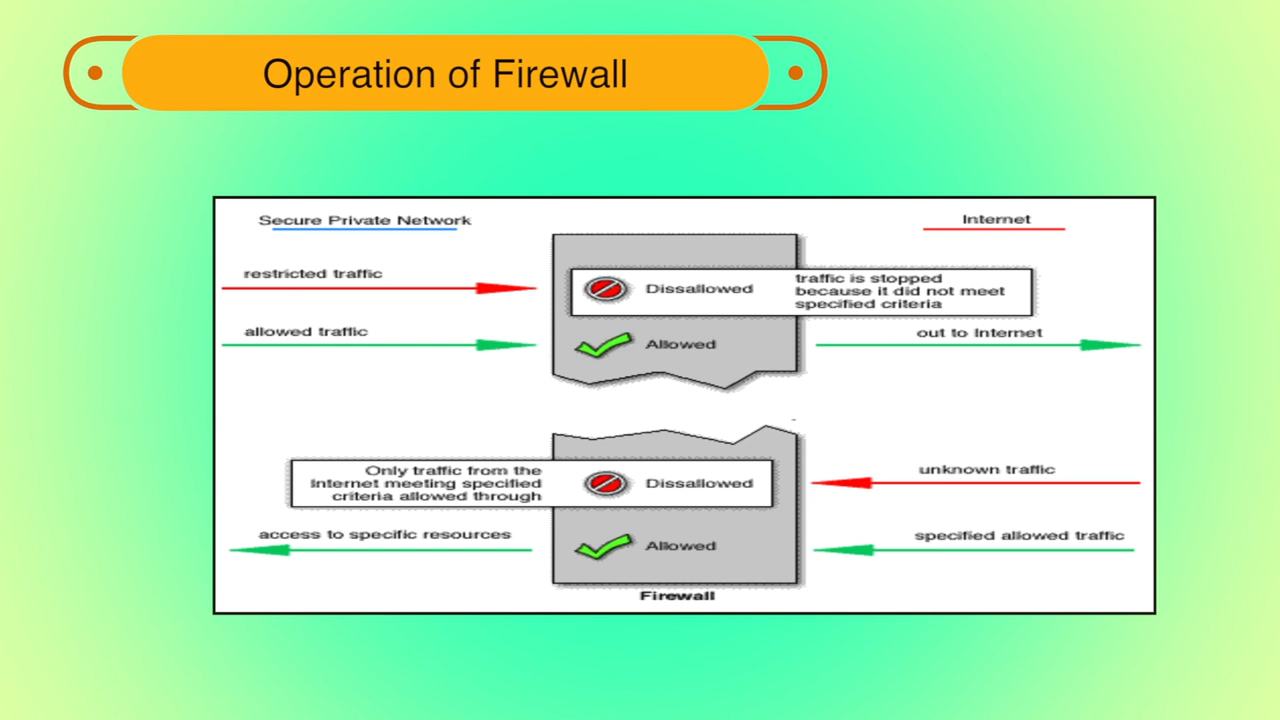 Operation of Firewall
Secure Private Network
Internet
restricted traffic
Dissallowed
traffic is stopped
because it did not meet
specified criteria
allowed traffic
Allowed
out to Internet
Only traffic from the
Internet meeting specified
criteria allowed through
Dissallowed
unknown traffic
access to specific resources
Allowed
specified allowed traffic
Firewall